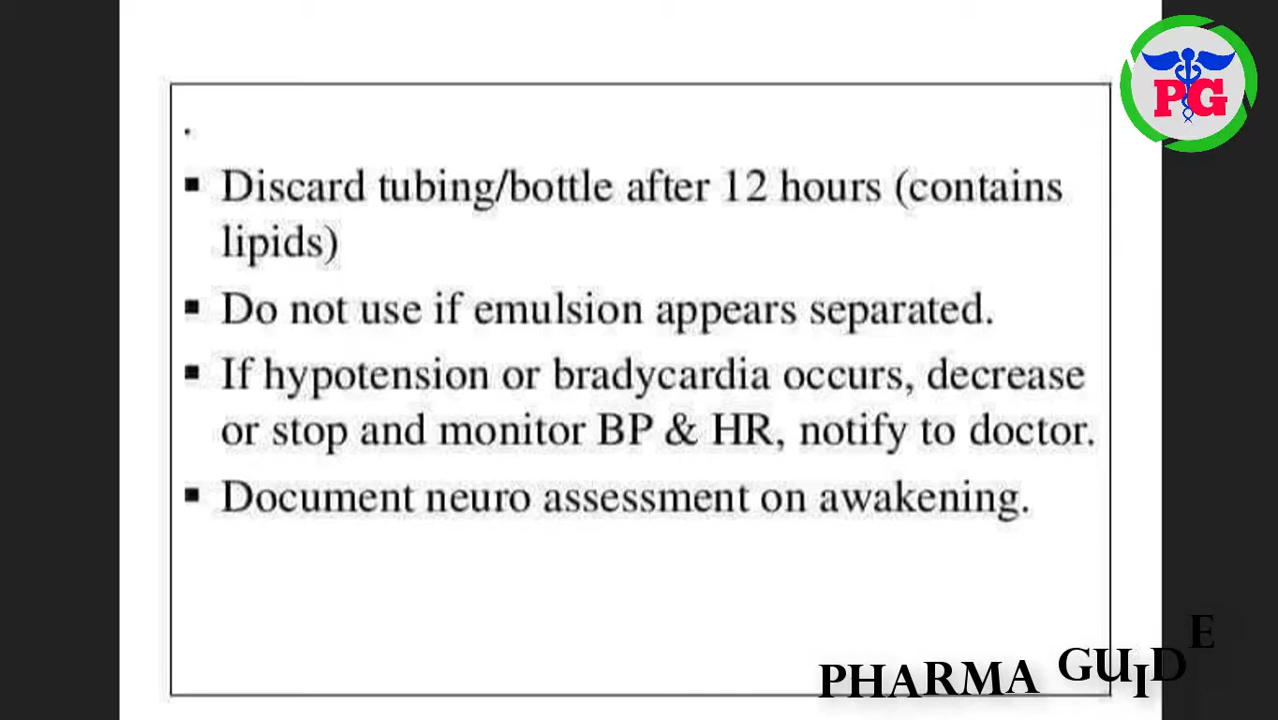 PG
▪ Discard tubing/bottle after 12 hours (contains
lipids)
▪ Do not use if emulsion appears separated.
▪ If hypotension or bradycardia occurs, decrease
or stop and monitor BP & HR, notify to doctor.
▪ Document neuro assessment on awakening.
PHARMA GUIDE